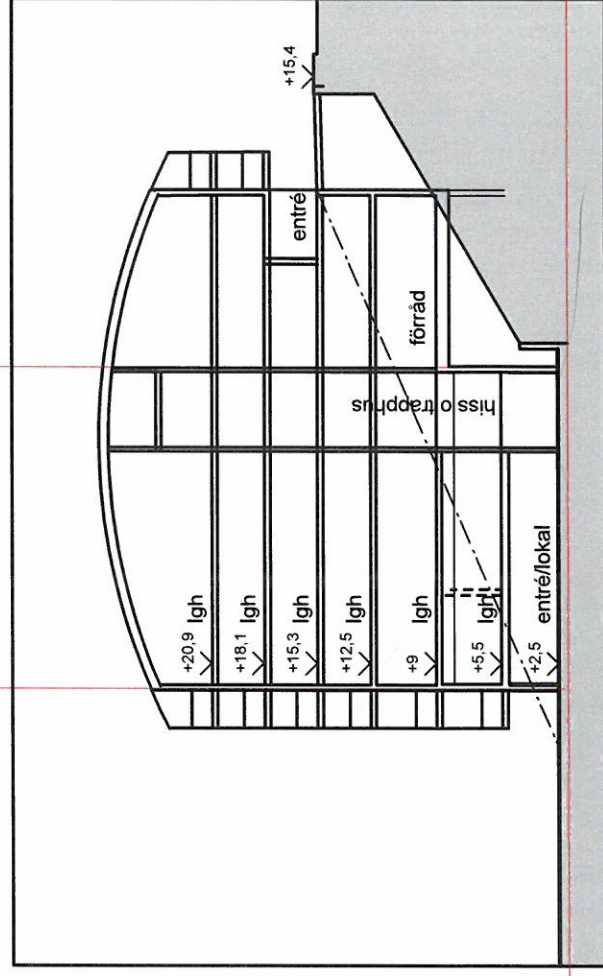 +15,4
entré
+20,9 lgh
+18,1 lgh
+15,3 lgh
+12,5 lgh
+9 lgh
förråd
hiss o trapphus
+5,5 lgh
+2,5 entré/lokal